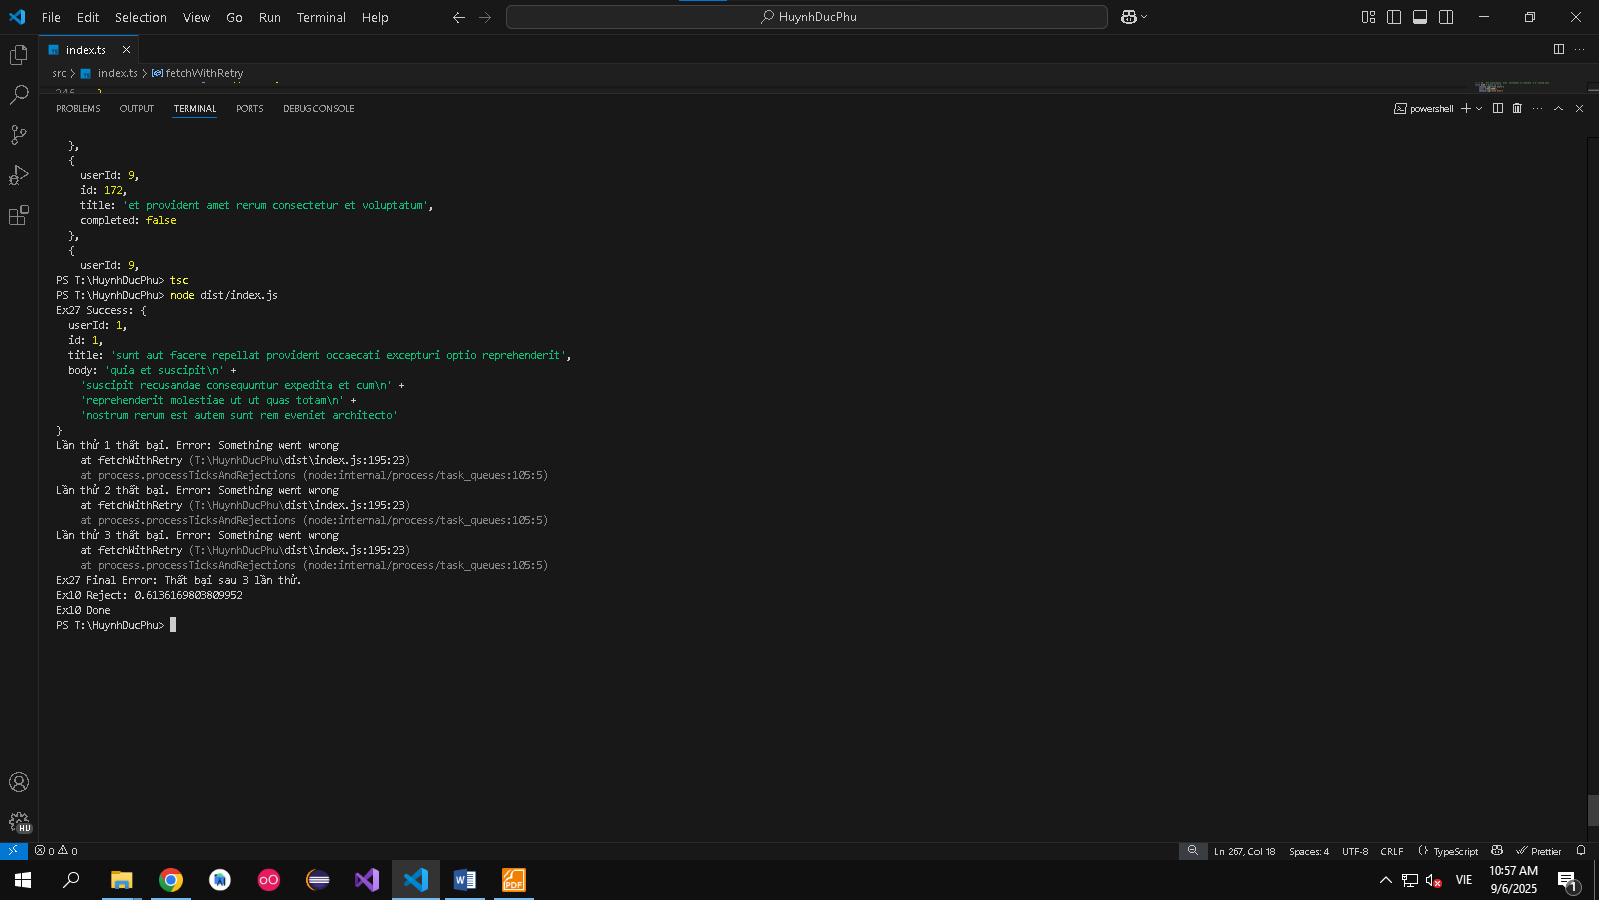 File Edit Selection View Go Run Terminal Help
HuynhDucPhu
index.ts
src > index.ts > fetchWithRetry
246 }
PROBLEMS OUTPUT TERMINAL PORTS DEBUG CONSOLE
powershell
},
{
userId: 9,
id: 172,
title: 'et provident amet rerum consectetur et voluptatum',
completed: false
},
{
userId: 9,
PS T:\HuynhDucPhu> tsc
PS T:\HuynhDucPhu> node dist/index.js
Ex27 Success: {
userId: 1,
id: 1,
title: 'sunt aut facere repellat provident occaecati excepturi optio reprehenderit',
body: 'quia et suscipit\n' +
'suscipit recusandae consequuntur expedita et cum\n' +
'reprehenderit molestiae ut ut quas totam\n' +
'nostrum rerum est autem sunt rem eveniet architecto'
}
Lần thử 1 thất bại. Error: Something went wrong
at fetchWithRetry (T:\HuynhDucPhu\dist\index.js:195:23)
at process.processTicksAndRejections (node:internal/process/task_queues:105:5)
Lần thử 2 thất bại. Error: Something went wrong
at fetchWithRetry (T:\HuynhDucPhu\dist\index.js:195:23)
at process.processTicksAndRejections (node:internal/process/task_queues:105:5)
Lần thử 3 thất bại. Error: Something went wrong
at fetchWithRetry (T:\HuynhDucPhu\dist\index.js:195:23)
at process.processTicksAndRejections (node:internal/process/task_queues:105:5)
Ex27 Final Error: Thất bại sau 3 lần thử.
Ex10 Reject: 0.6136169803809952
Ex10 Done
PS T:\HuynhDucPhu>
HU
0 0 Ln 267, Col 18 Spaces: 4 UTF-8 CRLF TypeScript Prettier
VIE
10:57 AM
9/6/2025
1
PDF